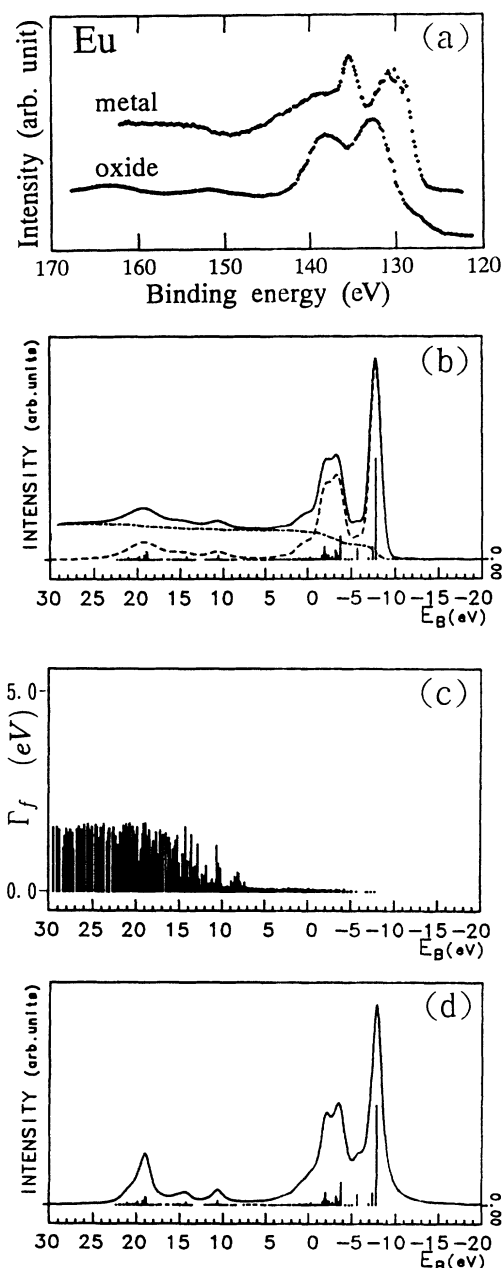 Eu
(a)
Intensity (arb. unit)
metal
oxide
170 160 150 140 130 120
Binding energy (eV)
(b)
INTENSITY (arb.units)
0.00
30 25 20 15 10 5 0 -5 -10 -15 -20
E_B(eV)
(c)
Γ_f (eV)
5.0
0.0
30 25 20 15 10 5 0 -5 -10 -15 -20
E_B(eV)
(d)
INTENSITY (arb.units)
30 25 20 15 10 5 0 -5 -10 -15 -20
E_B(eV)